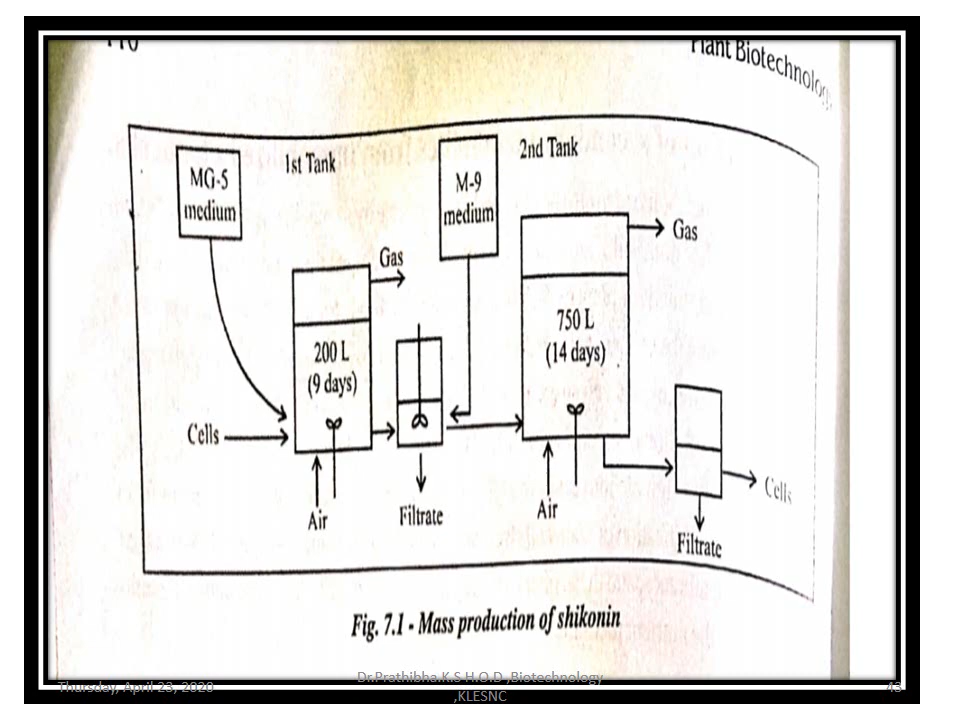 Plant Biotechnolog
MG-5
medium
1st Tank
M-9
medium
2nd Tank
Gas
Gas
200 L
(9 days)
750 L
(14 days)
Cells
Air
Filtrate
Air
Cells
Filtrate
Fig. 7.1 - Mass production of shikonin
Thursday, April 23, 2020
Dr.Prathibha.K.S H.O.D ,Biotechnology
,KLESNC
43